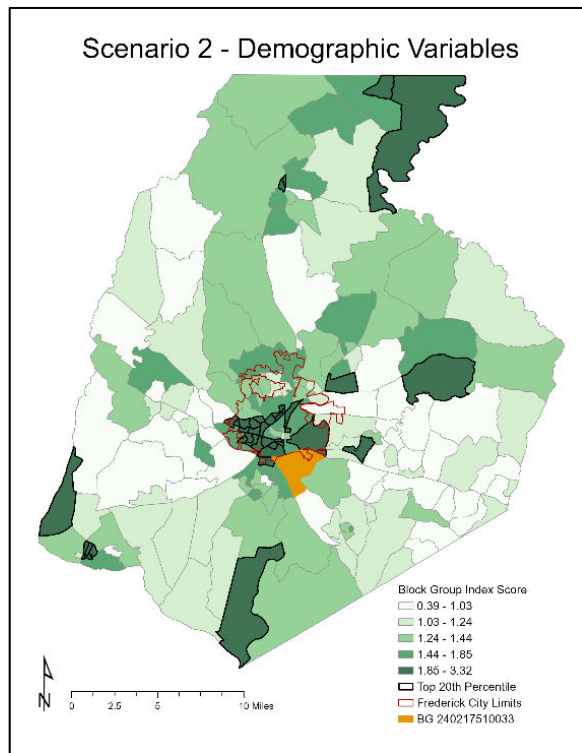 Scenario 2 - Demographic Variables
Block Group Index Score
0.39 - 1.03
1.03 - 1.24
1.24 - 1.44
1.44 - 1.85
1.85 - 3.32
Top 20th Percentile
Frederick City Limits
BG 240217510033
N
0 2.5 5 10 Miles